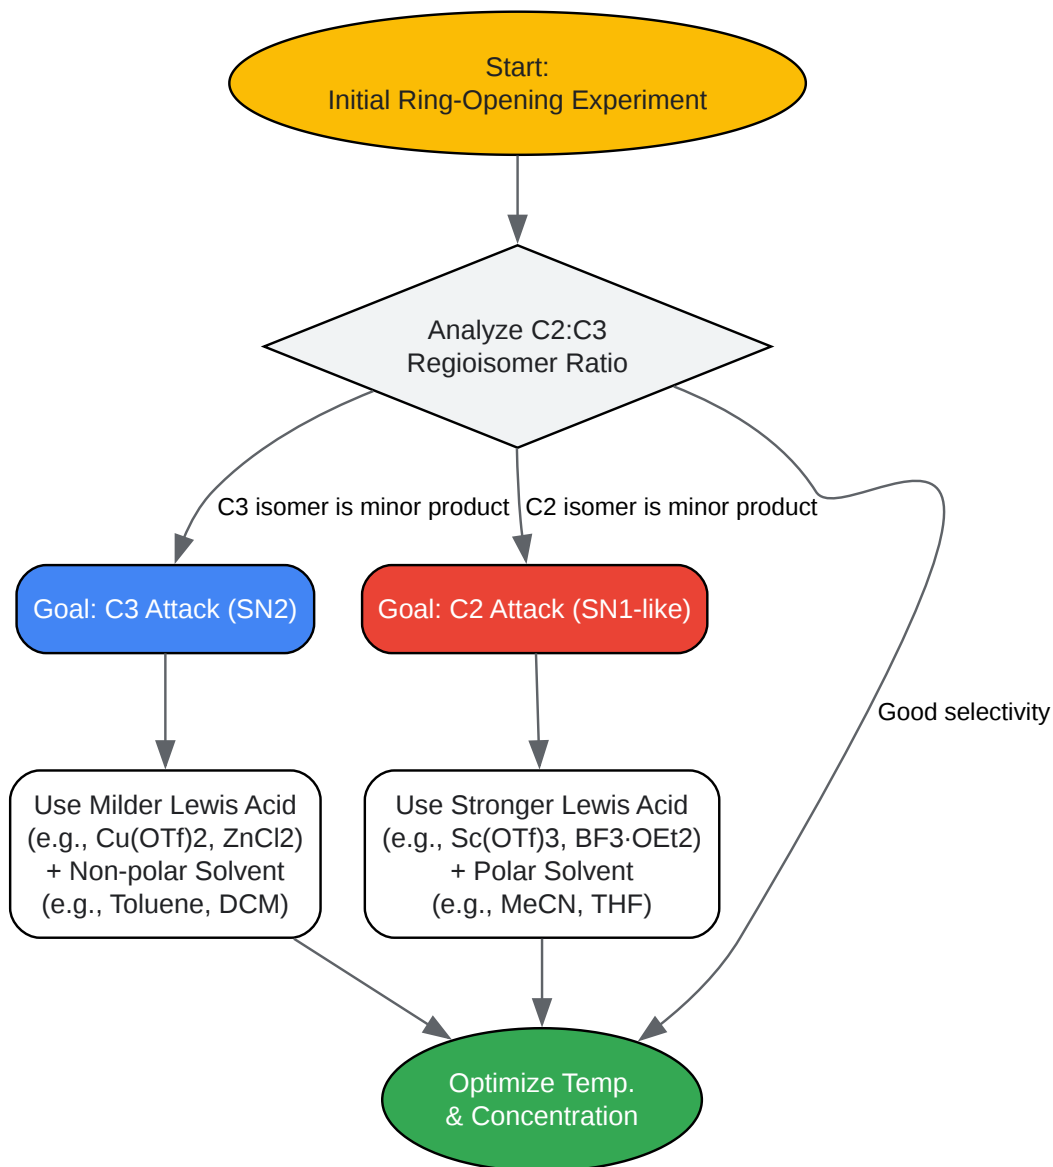 Start:
Initial Ring-Opening Experiment
Analyze C2:C3
Regioisomer Ratio
C3 isomer is minor product
C2 isomer is minor product
Goal: C3 Attack (SN2)
Goal: C2 Attack (SN1-like)
Good selectivity
Use Milder Lewis Acid
(e.g., Cu(OTf)2, ZnCl2)
+ Non-polar Solvent
(e.g., Toluene, DCM)
Use Stronger Lewis Acid
(e.g., Sc(OTf)3, BF3·OEt2)
+ Polar Solvent
(e.g., MeCN, THF)
Optimize Temp.
& Concentration